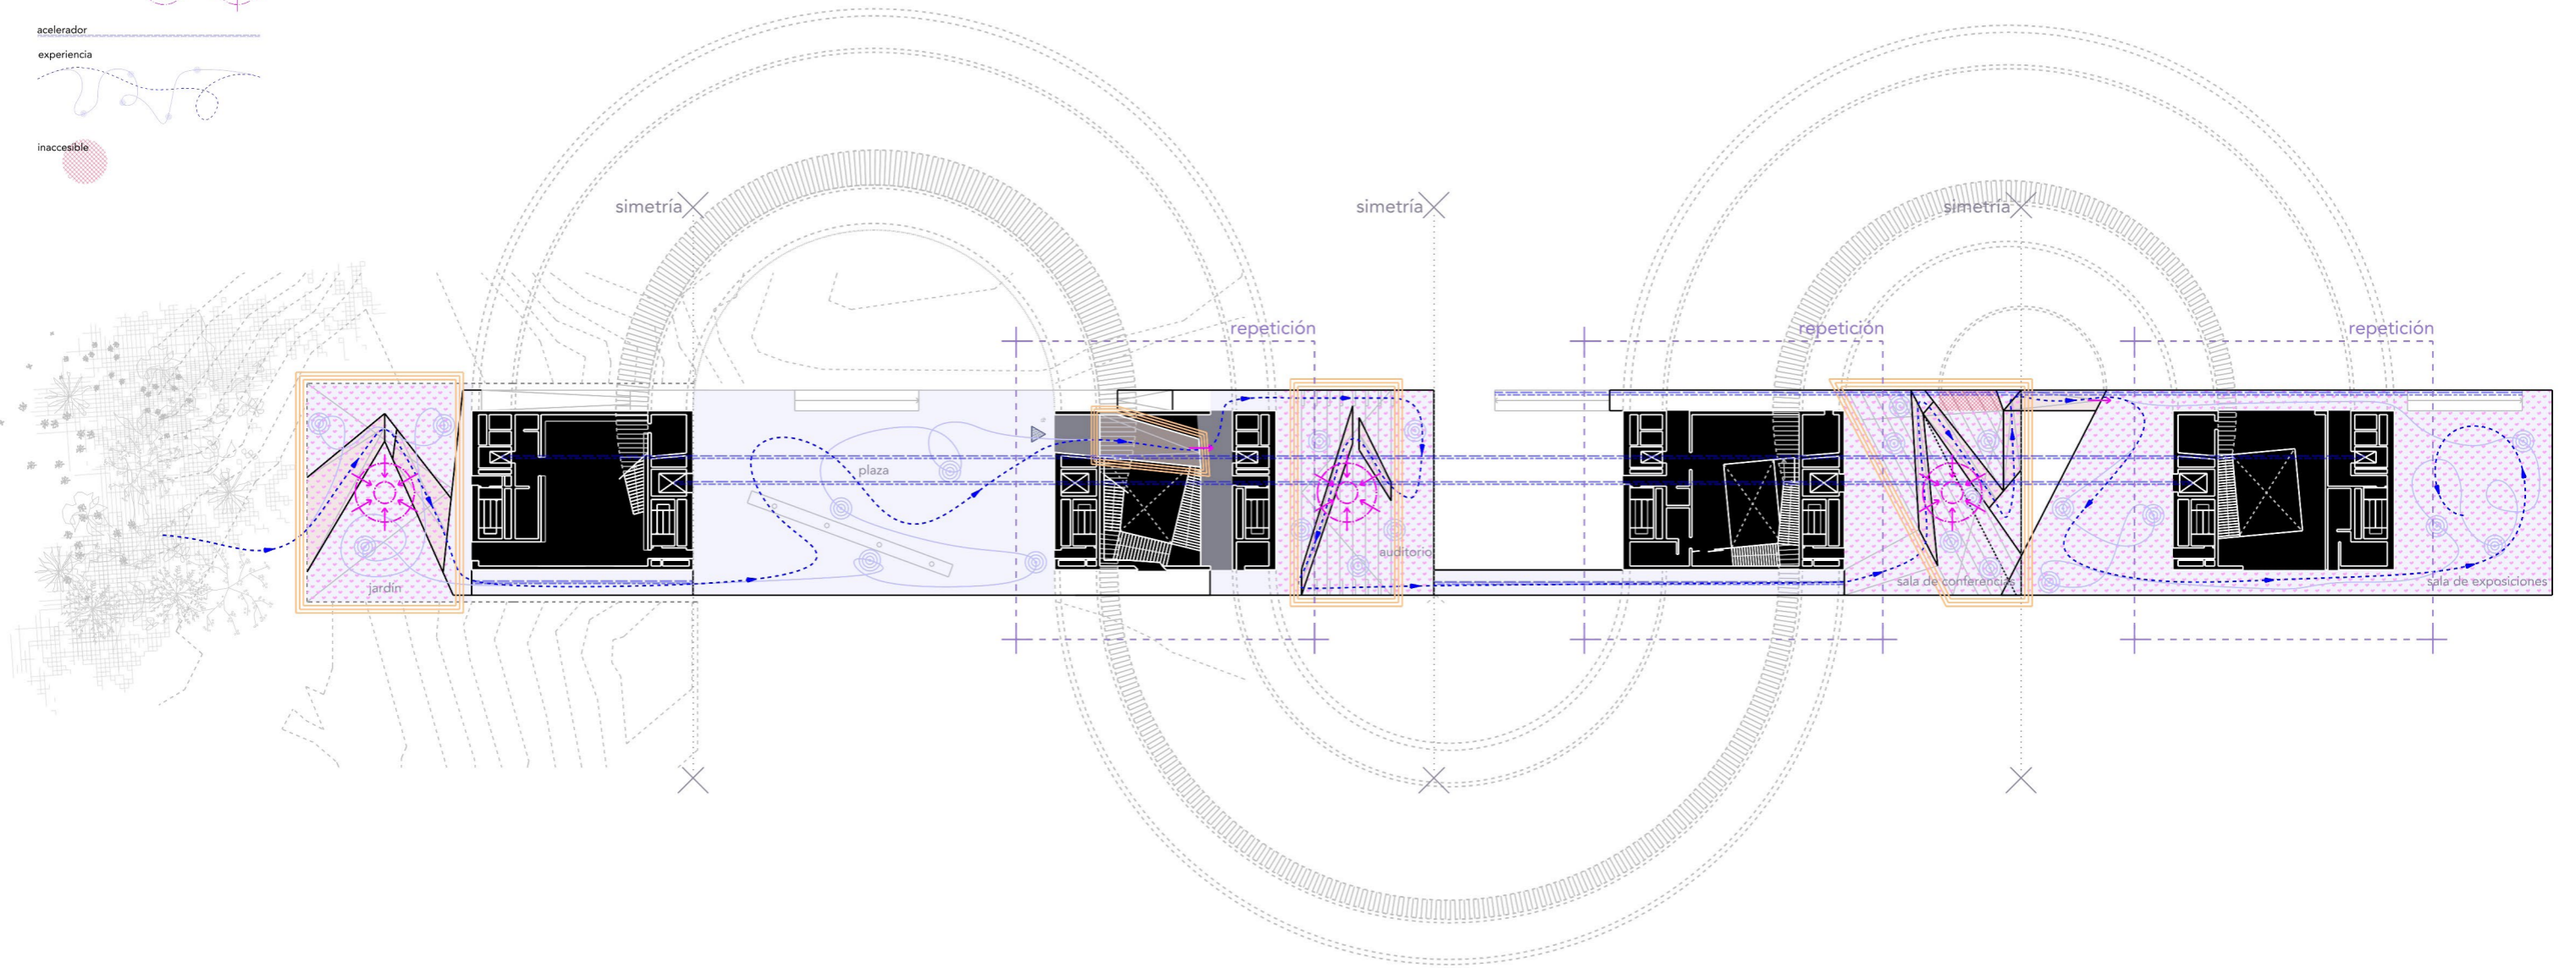 acelerador
experiencia
inaccesible
simetría
simetría
simetría
repetición
repetición
repetición
plaza
auditorio
jardín
sala de conferencias
sala de exposiciones